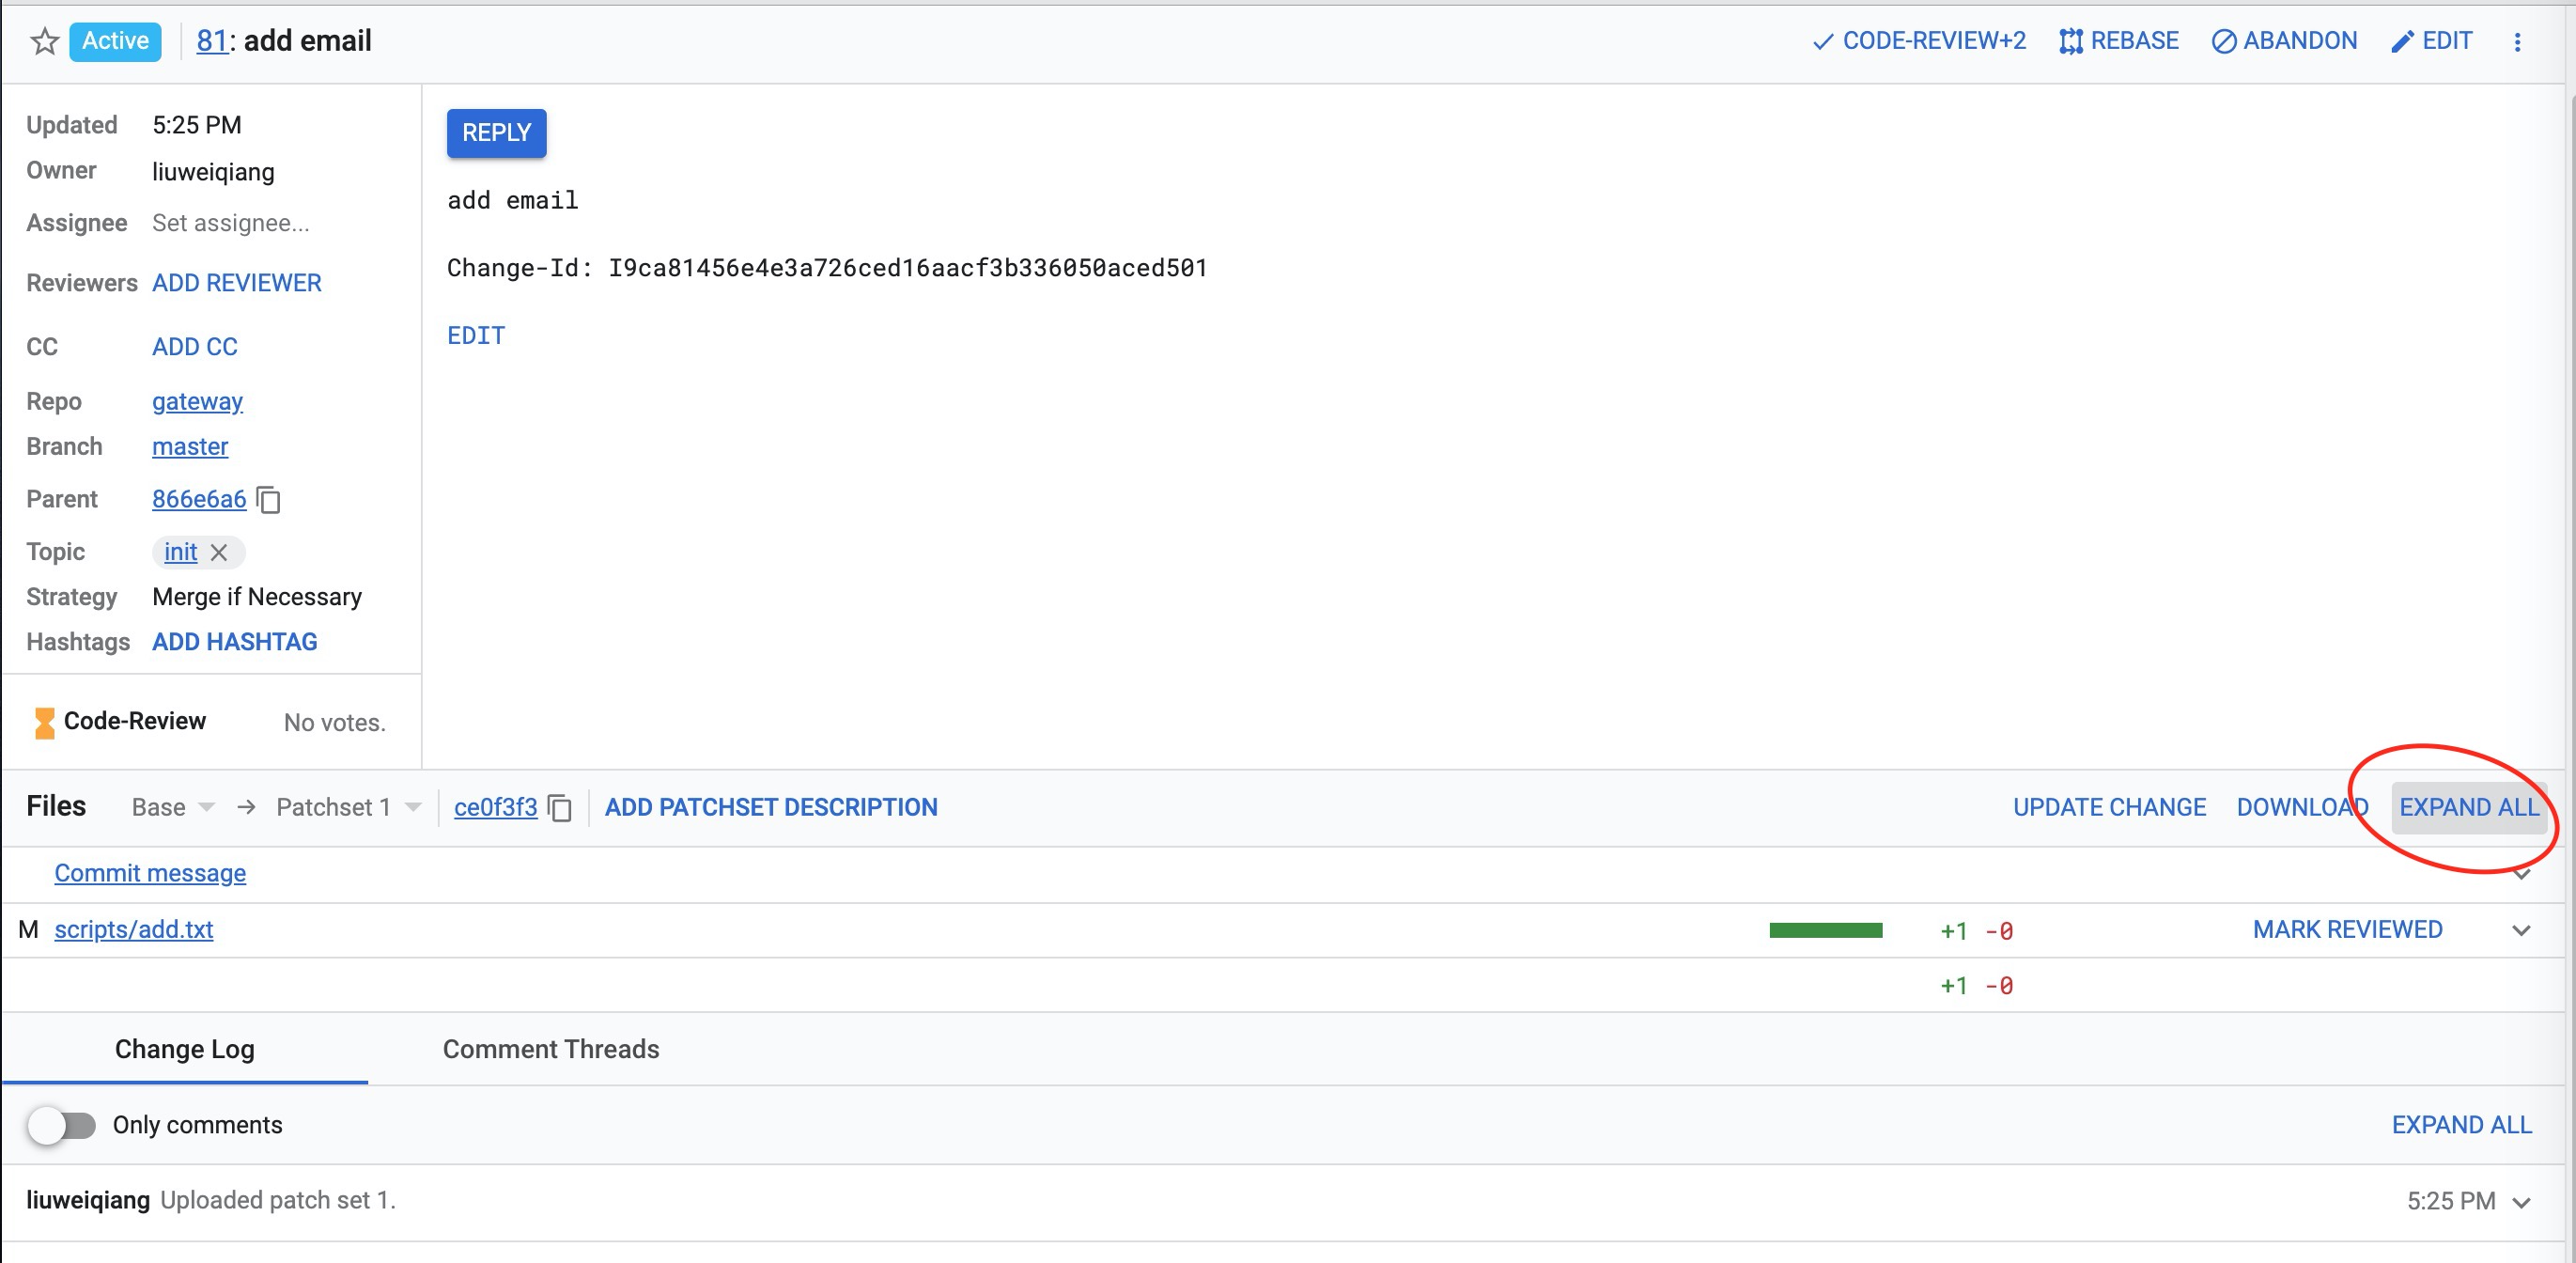 Active 81: add email CODE-REVIEW+2 REBASE ABANDON EDIT
Updated 5:25 PM
Owner liuweiqiang
Assignee Set assignee...
Reviewers ADD REVIEWER
CC ADD CC
Repo gateway
Branch master
Parent 866e6a6
Topic init
Strategy Merge if Necessary
Hashtags ADD HASHTAG
Code-Review No votes.
REPLY
add email
Change-Id: I9ca81456e4e3a726ced16aacf3b336050aced501
EDIT
Files Base → Patchset 1 ce0f3f3 ADD PATCHSET DESCRIPTION UPDATE CHANGE DOWNLOAD EXPAND ALL
Commit message
M scripts/add.txt +1 -0 MARK REVIEWED
+1 -0
Change Log Comment Threads
Only comments EXPAND ALL
liuweiqiang Uploaded patch set 1. 5:25 PM